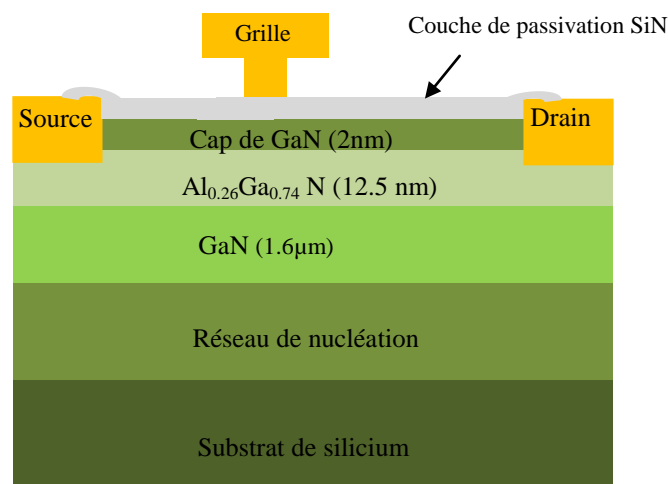 Couche de passivation SiN
Grille
Source
Drain
Cap de GaN (2nm)
Al0.26Ga0.74 N (12.5 nm)
GaN (1.6µm)
Réseau de nucléation
Substrat de silicium